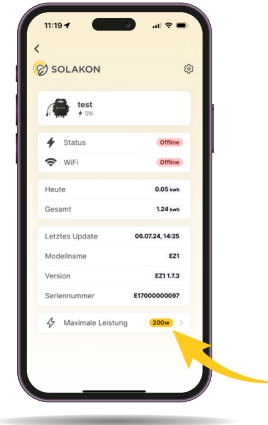 11:19
SOLAKON
test
0W
Status Offline
WiFi Offline
Heute 0.05 kwh
Gesamt 1.24 kwh
Letztes Update 06.07.24, 14:25
Modellname EZ1
Version EZ1 1.7.3
Seriennummer E17000000097
Maximale Leistung 200w